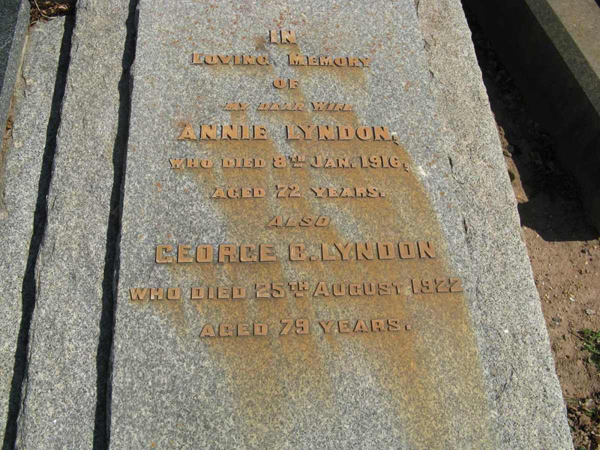 IN
LOVING MEMORY
OF
MY DEAR WIFE
ANNIE LYNDON,
WHO DIED 8TH JAN. 1916,
AGED 72 YEARS.
ALSO
GEORGE C. LYNDON
WHO DIED 25TH AUGUST 1922
AGED 79 YEARS.